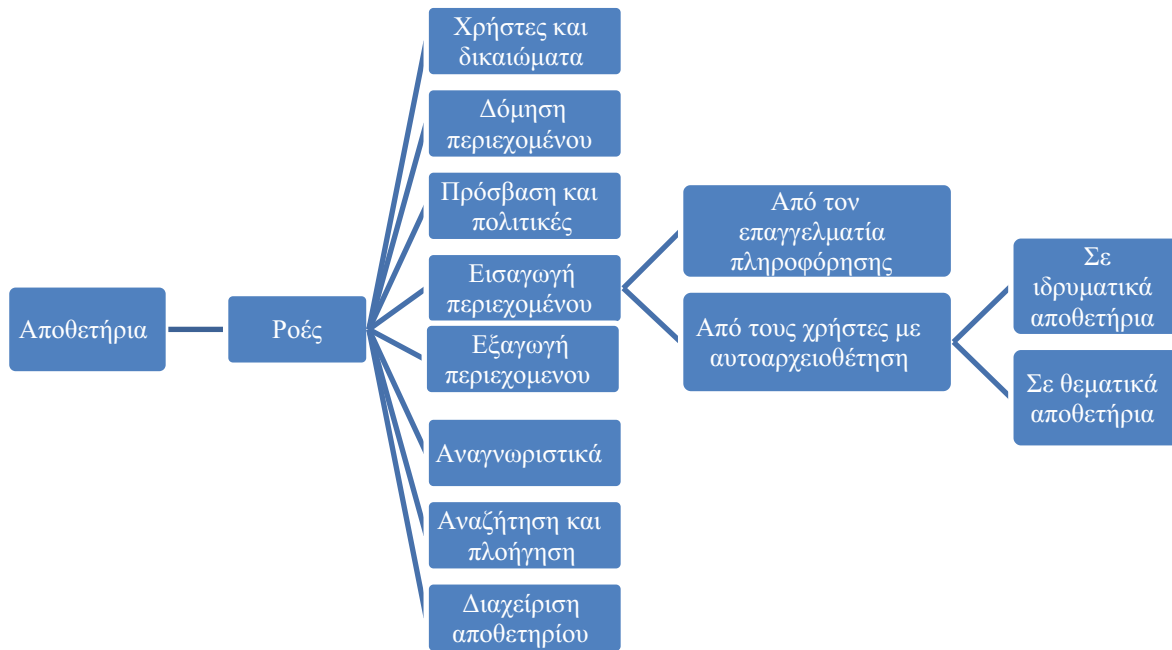 Αποθετήρια
Ροές
Χρήστες και
δικαιώματα
Δόμηση
περιεχομένου
Πρόσβαση και
πολιτικές
Εισαγωγή
περιεχομένου
Εξαγωγή
περιεχομενου
Αναγνωριστικά
Αναζήτηση και
πλοήγηση
Διαχείριση
αποθετηρίου
Από τον
επαγγελματία
πληροφόρησης
Από τους χρήστες με
αυτοαρχειοθέτηση
Σε
ιδρυματικά
αποθετήρια
Σε θεματικά
αποθετήρια